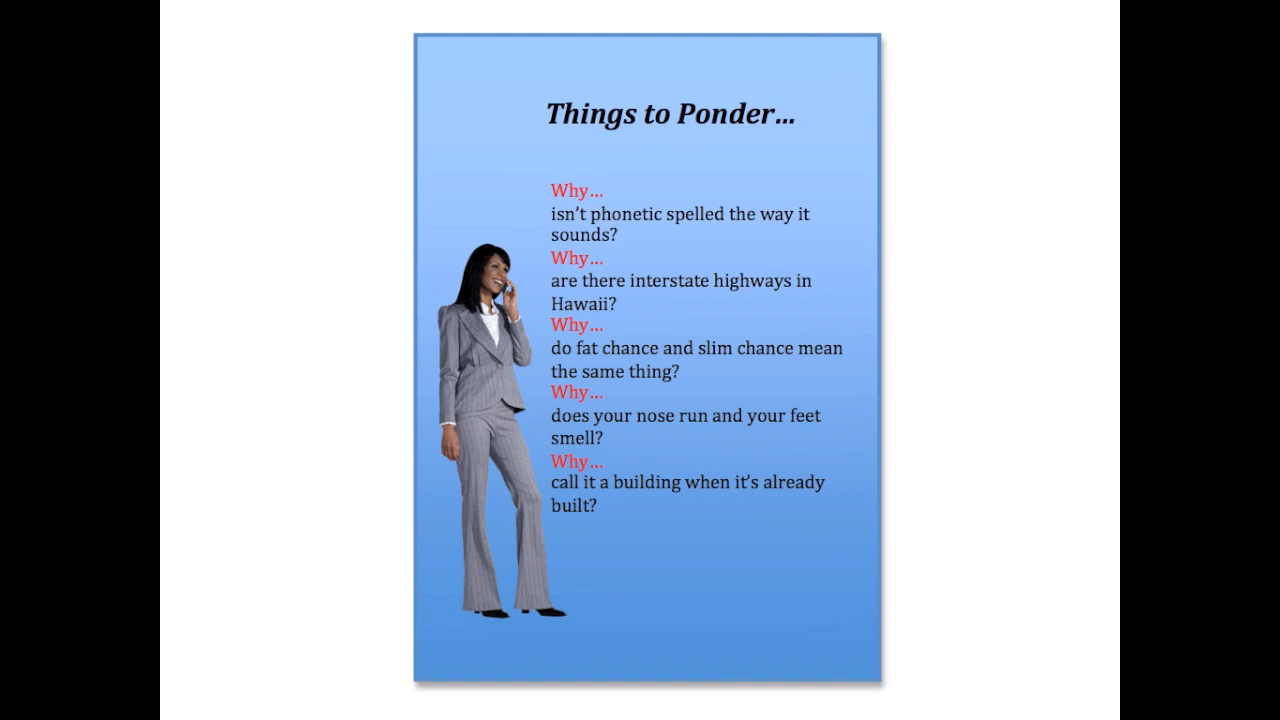 Things to Ponder…
Why…
isn’t phonetic spelled the way it
sounds?
Why…
are there interstate highways in
Hawaii?
Why…
do fat chance and slim chance mean
the same thing?
Why…
does your nose run and your feet
smell?
Why…
call it a building when it’s already
built?